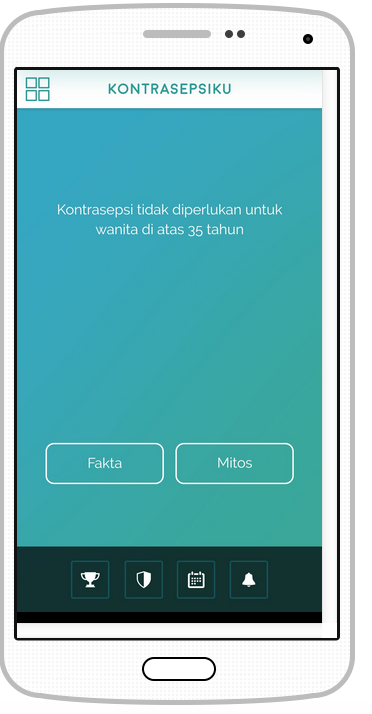 KONTRASEPSIKU
Kontrasepsi tidak diperlukan untuk
wanita di atas 35 tahun
Fakta
Mitos